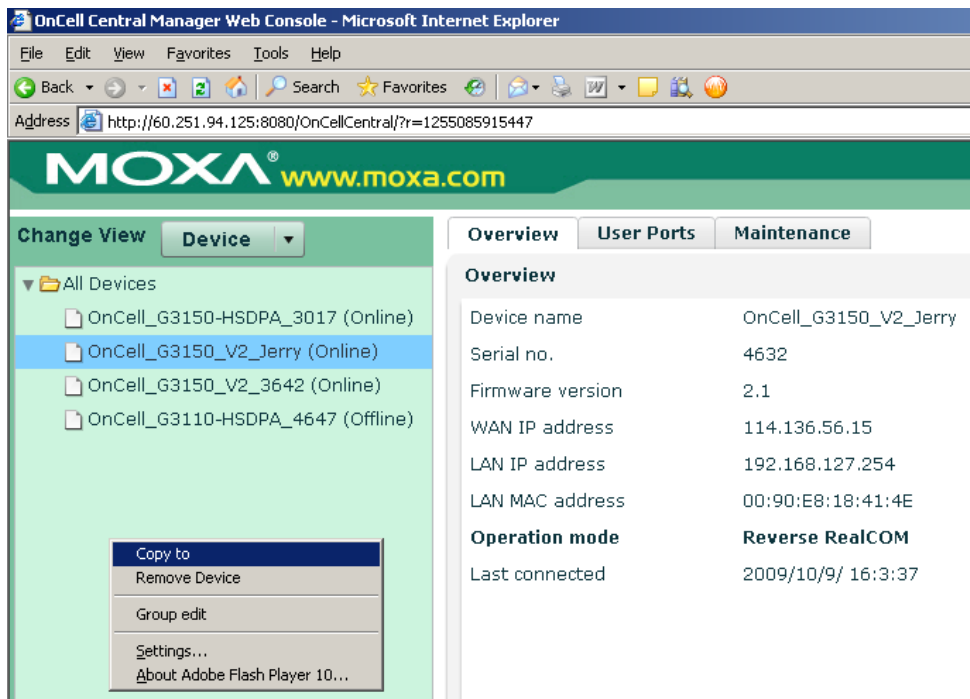 OnCell Central Manager Web Console - Microsoft Internet Explorer
File Edit View Favorites Tools Help
Back Search Favorites
Address http://60.251.94.125:8080/OnCellCentral/?r=1255085915447
MOXA® www.moxa.com
Change View Device
All Devices
OnCell_G3150-HSDPA_3017 (Online)
OnCell_G3150_V2_Jerry (Online)
OnCell_G3150_V2_3642 (Online)
OnCell_G3110-HSDPA_4647 (Offline)
Copy to
Remove Device
Group edit
Settings...
About Adobe Flash Player 10...
Overview User Ports Maintenance
Overview
Device name OnCell_G3150_V2_Jerry
Serial no. 4632
Firmware version 2.1
WAN IP address 114.136.56.15
LAN IP address 192.168.127.254
LAN MAC address 00:90:E8:18:41:4E
Operation mode Reverse RealCOM
Last connected 2009/10/9/ 16:3:37